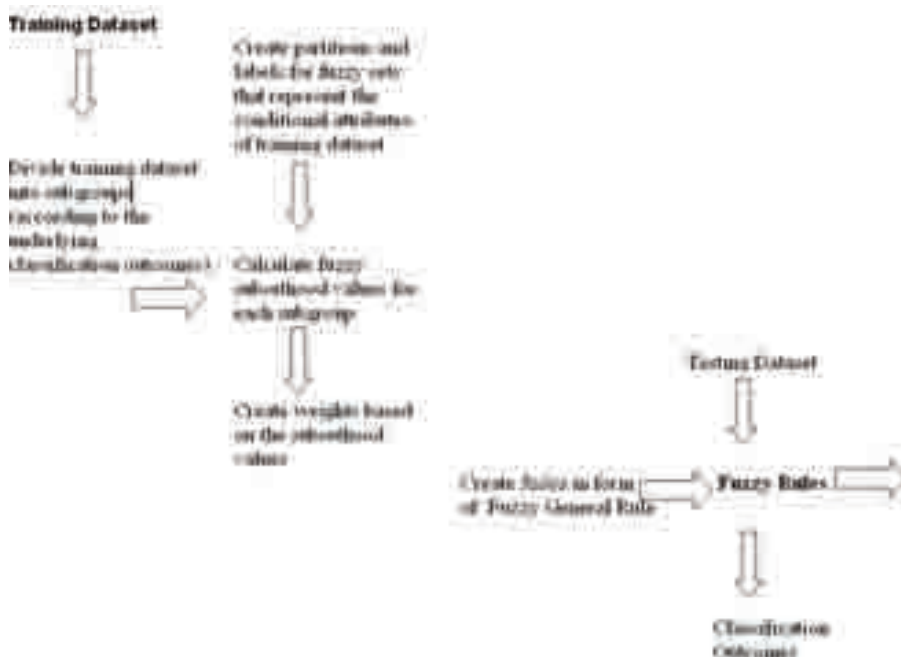 Training Dataset
Create partitions and
labels for fuzzy sets
that represent the
conditional attributes
of training dataset
Divide training dataset
into subgroups
(according to the
underlying
classification outcomes)
Calculate fuzzy
subsethood values for
each subgroup
Create weights based
on the subsethood
values
Testing Dataset
Create Rules in form
of Fuzzy General Rule
Fuzzy Rules
Classification
Outcomes